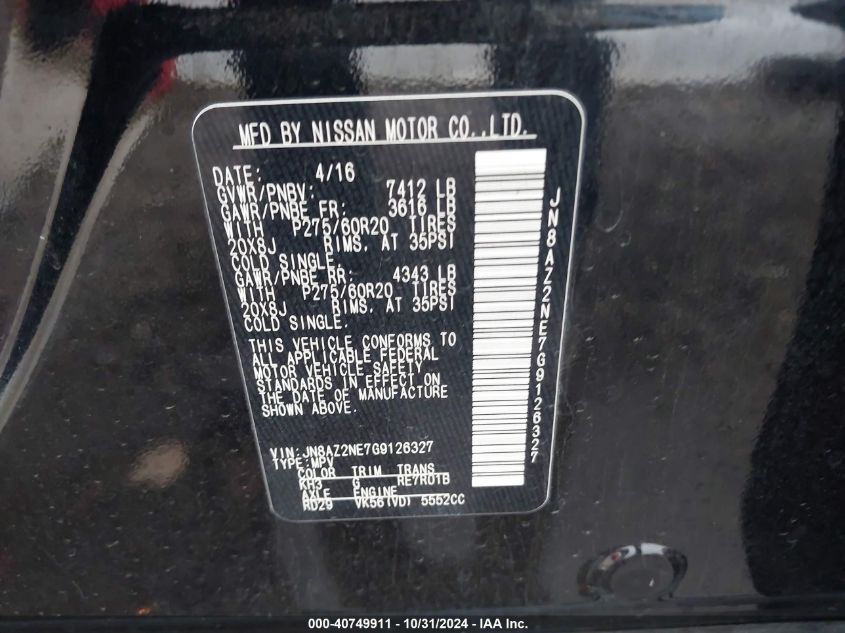 MFD BY NISSAN MOTOR CO.,LTD.
DATE: 4/16
GVWR/PNBV: 7412 LB
GAWR/PNBE FR: 3616 LB
WITH P275/60R20 TIRES
20X8J RIMS, AT 35PSI
COLD SINGLE.
GAWR/PNBE RR: 4343 LB
WITH P275/60R20 TIRES
20X8J RIMS, AT 35PSI
COLD SINGLE.
THIS VEHICLE CONFORMS TO
ALL APPLICABLE FEDERAL
MOTOR VEHICLE SAFETY
STANDARDS IN EFFECT ON
THE DATE OF MANUFACTURE
SHOWN ABOVE.
VIN:JN8AZ2NE7G9126327
TYPE:MPV
COLOR TRIM TRANS
KH3 G RE7R01B
AXLE ENGINE
RD29 VK56(VD) 5552CC
JN8AZ2NE7G9126327
000-40749911 - 10/31/2024 - IAA Inc.